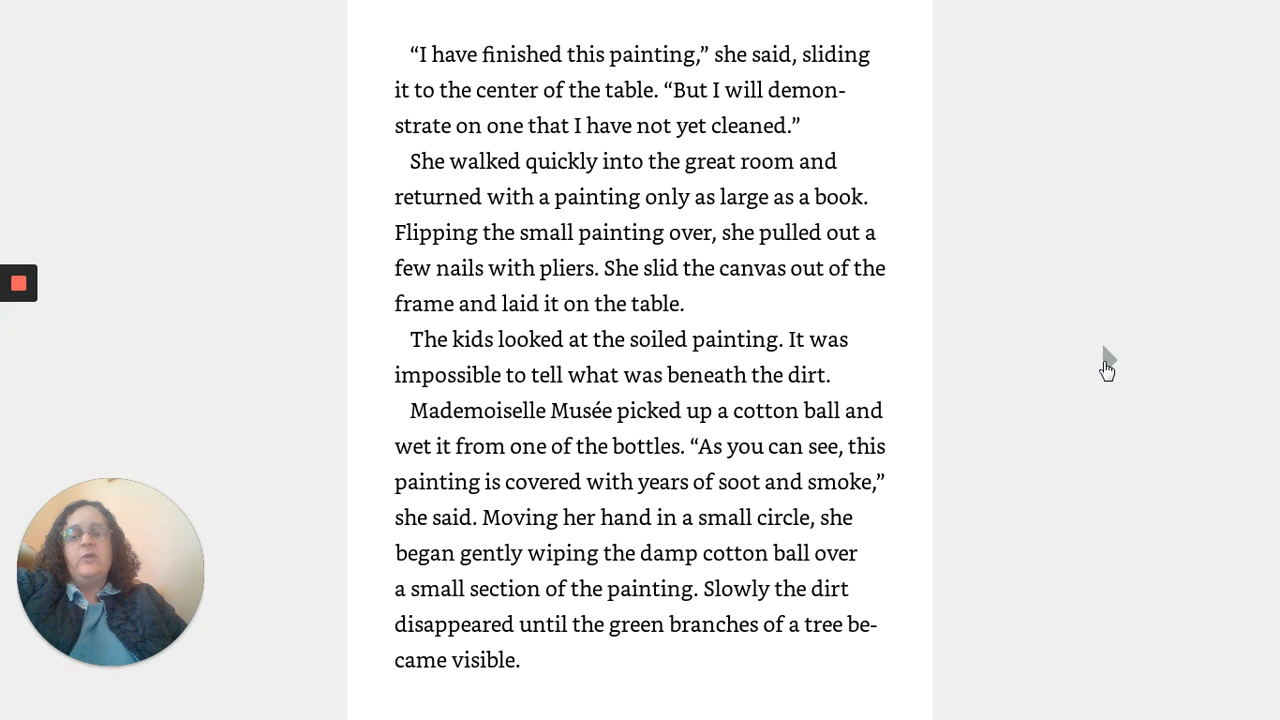 “I have finished this painting,” she said, sliding
it to the center of the table. “But I will demon-
strate on one that I have not yet cleaned.”
She walked quickly into the great room and
returned with a painting only as large as a book.
Flipping the small painting over, she pulled out a
few nails with pliers. She slid the canvas out of the
frame and laid it on the table.
The kids looked at the soiled painting. It was
impossible to tell what was beneath the dirt.
Mademoiselle Musée picked up a cotton ball and
wet it from one of the bottles. “As you can see, this
painting is covered with years of soot and smoke,”
she said. Moving her hand in a small circle, she
began gently wiping the damp cotton ball over
a small section of the painting. Slowly the dirt
disappeared until the green branches of a tree be-
came visible.